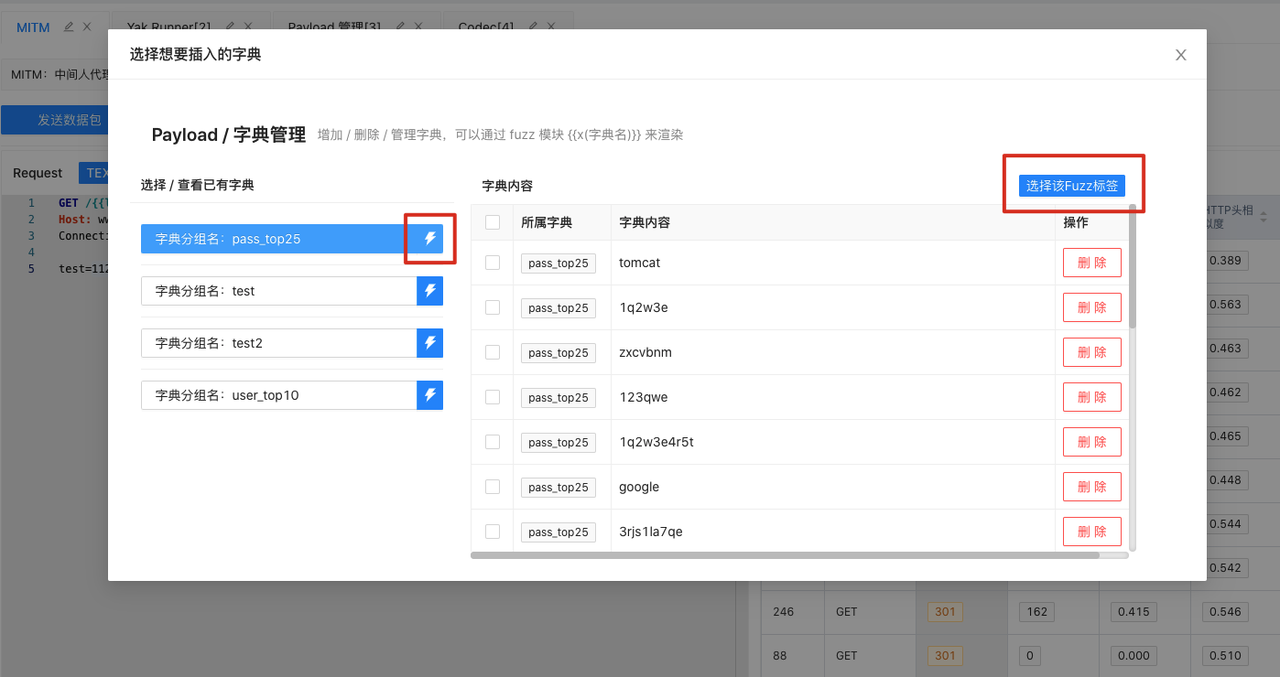 MITM
Yak Runner[2]
Payload 管理[3]
Codec[4]
选择想要插入的字典
MITM：中间人代理
发送数据包
Payload / 字典管理 增加 / 删除 / 管理字典，可以通过 fuzz 模块 {{x(字典名)}} 来渲染
Request
选择 / 查看已有字典
字典内容
选择该Fuzz标签
1 GET /{{
2 Host:
3 Connecti
4
5 test=112
字典分组名：pass_top25
字典分组名：test
字典分组名：test2
字典分组名：user_top10
所属字典 字典内容 操作
pass_top25 tomcat 删 除
pass_top25 1q2w3e 删 除
pass_top25 zxcvbnm 删 除
pass_top25 123qwe 删 除
pass_top25 1q2w3e4r5t 删 除
pass_top25 google 删 除
pass_top25 3rjs1la7qe 删 除
HTTP头相
似度
0.389
0.563
0.463
0.462
0.465
0.448
0.544
0.542
246 GET 301 162 0.415 0.546
88 GET 301 0 0.000 0.510